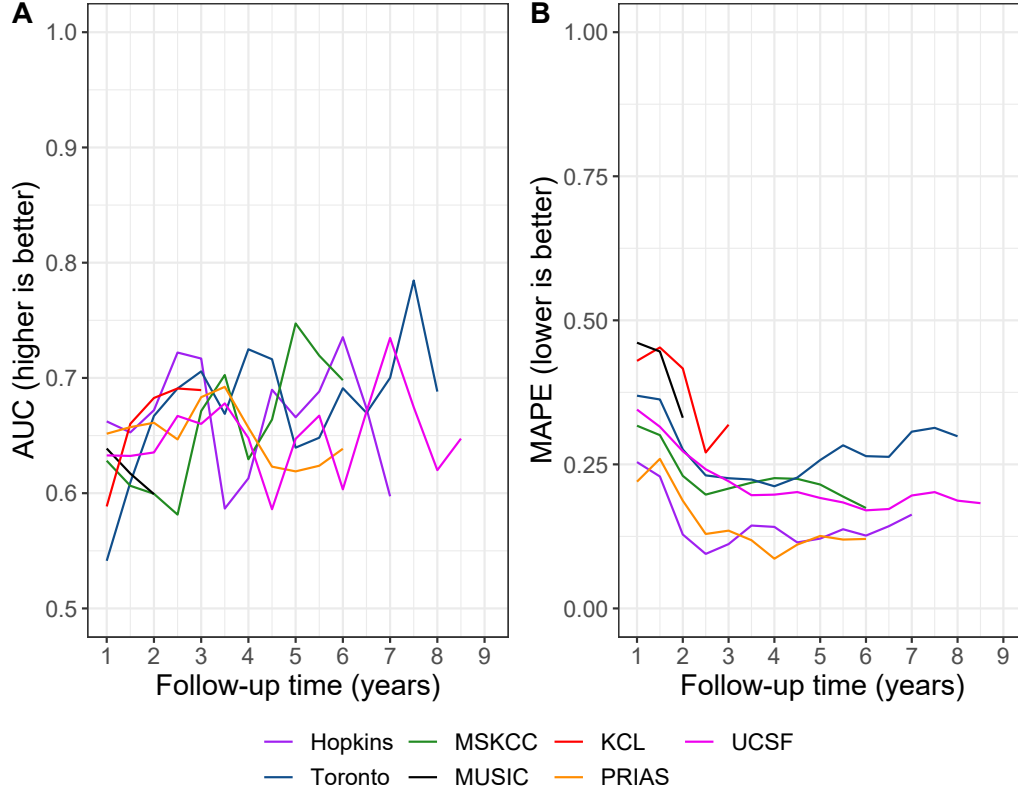 A
AUC (higher is better)
1.0
0.9
0.8
0.7
0.6
0.5
1 2 3 4 5 6 7 8 9
Follow-up time (years)
B
MAPE (lower is better)
1.00
0.75
0.50
0.25
0.00
1 2 3 4 5 6 7 8 9
Follow-up time (years)
Hopkins MSKCC KCL UCSF
Toronto MUSIC PRIAS